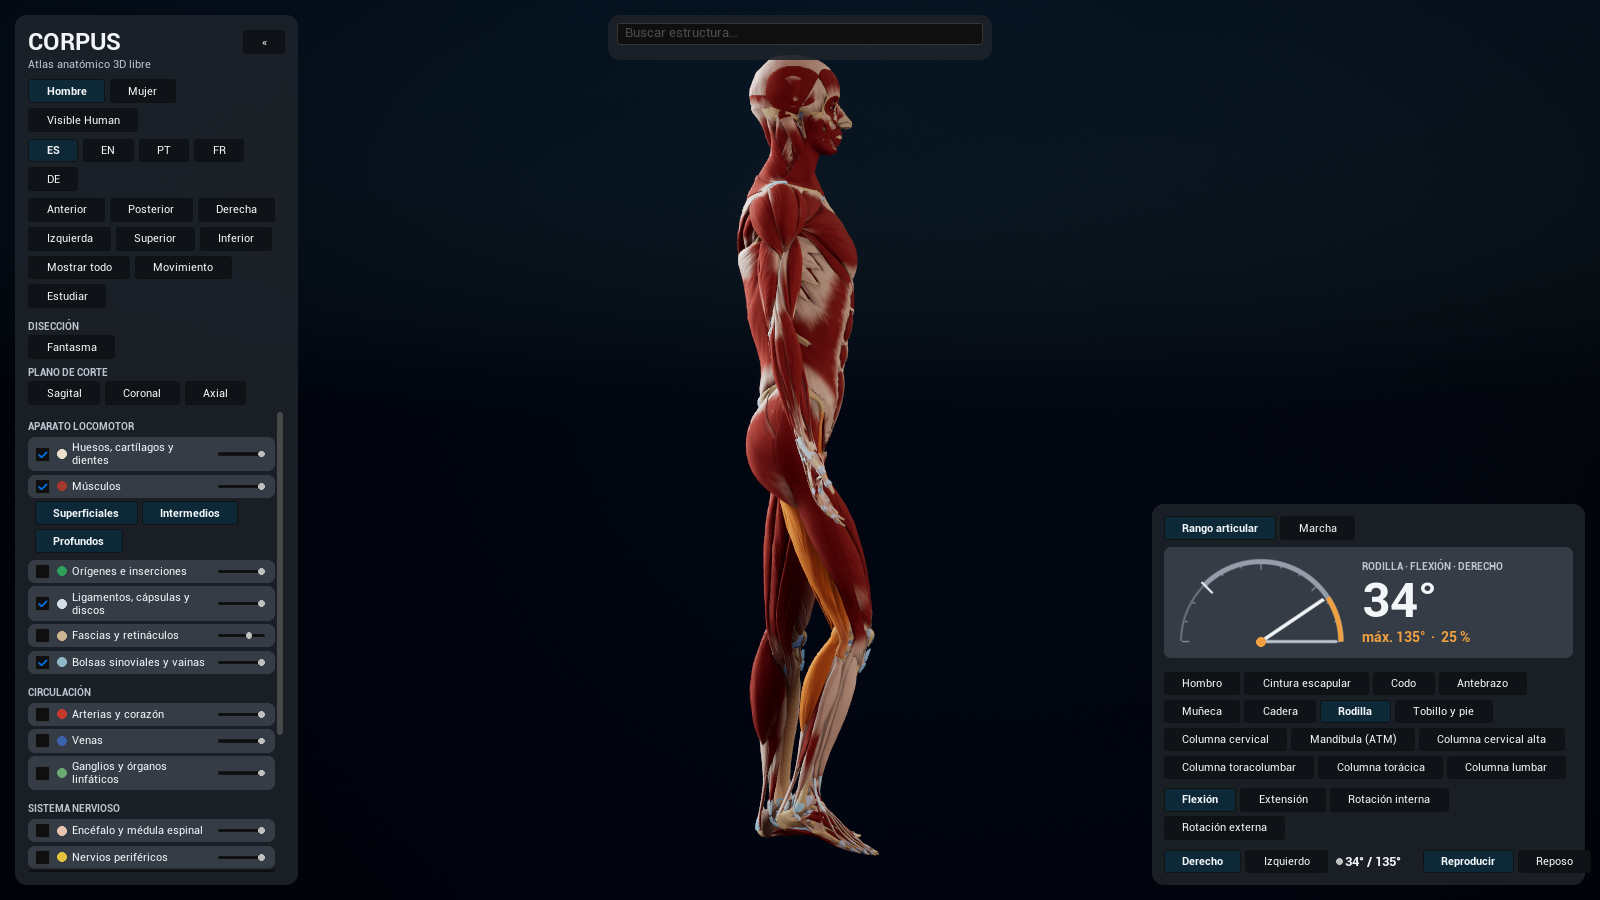 CORPUS
«
Atlas anatómico 3D libre
Hombre
Mujer
Visible Human
ES
EN
PT
FR
DE
Anterior
Posterior
Derecha
Izquierda
Superior
Inferior
Mostrar todo
Movimiento
Estudiar
DISECCIÓN
Fantasma
PLANO DE CORTE
Sagital
Coronal
Axial
APARATO LOCOMOTOR
Huesos, cartílagos y
dientes
Músculos
Superficiales
Intermedios
Profundos
Orígenes e inserciones
Ligamentos, cápsulas y
discos
Fascias y retináculos
Bolsas sinoviales y vainas
CIRCULACIÓN
Arterias y corazón
Venas
Ganglios y órganos
linfáticos
SISTEMA NERVIOSO
Encéfalo y médula espinal
Nervios periféricos
Buscar estructura...
Rango articular
Marcha
RODILLA · FLEXIÓN · DERECHO
34°
máx. 135° · 25 %
Hombro
Cintura escapular
Codo
Antebrazo
Muñeca
Cadera
Rodilla
Tobillo y pie
Columna cervical
Mandíbula (ATM)
Columna cervical alta
Columna toracolumbar
Columna torácica
Columna lumbar
Flexión
Extensión
Rotación interna
Rotación externa
Derecho
Izquierdo
34° / 135°
Reproducir
Reposo